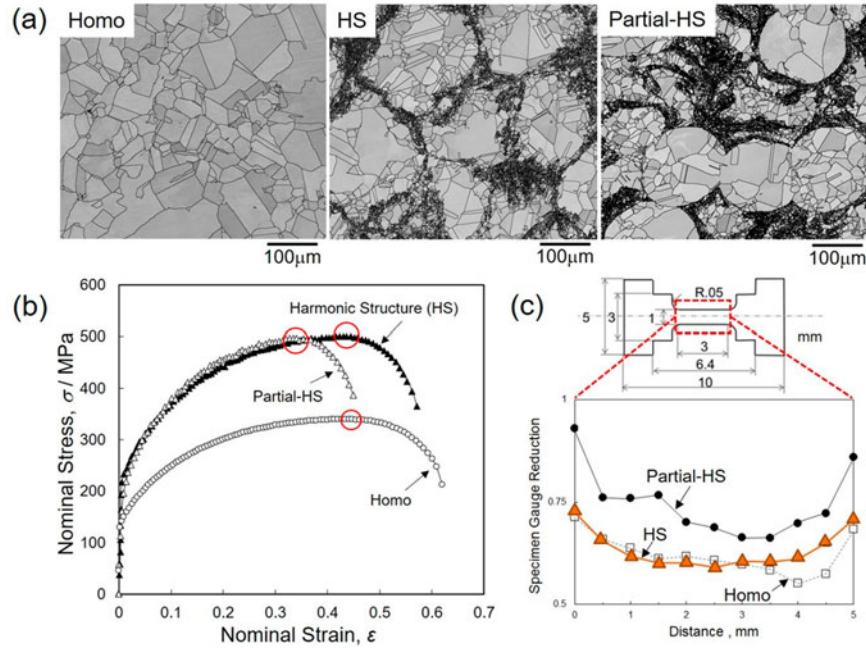 (a)
Homo
HS
Partial-HS
100μm
100μm
100μm
(b)
600
500
400
300
200
100
0
Nominal Stress, σ / MPa
Harmonic Structure (HS)
Partial-HS
Homo
0
0.1
0.2
0.3
0.4
0.5
0.6
0.7
Nominal Strain, ε
(c)
R.05
5
3
1
3
6.4
10
mm
1
0.75
0.5
Specimen Gauge Reduction
Partial-HS
HS
Homo
0
1
2
3
4
5
Distance , mm